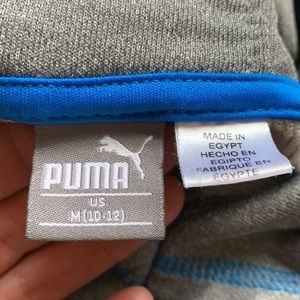 PUMA
US
M (10-12)
MADE IN
EGYPT
HECHO EN
EGIPTO
FABRIQUE EN
EGYPTE